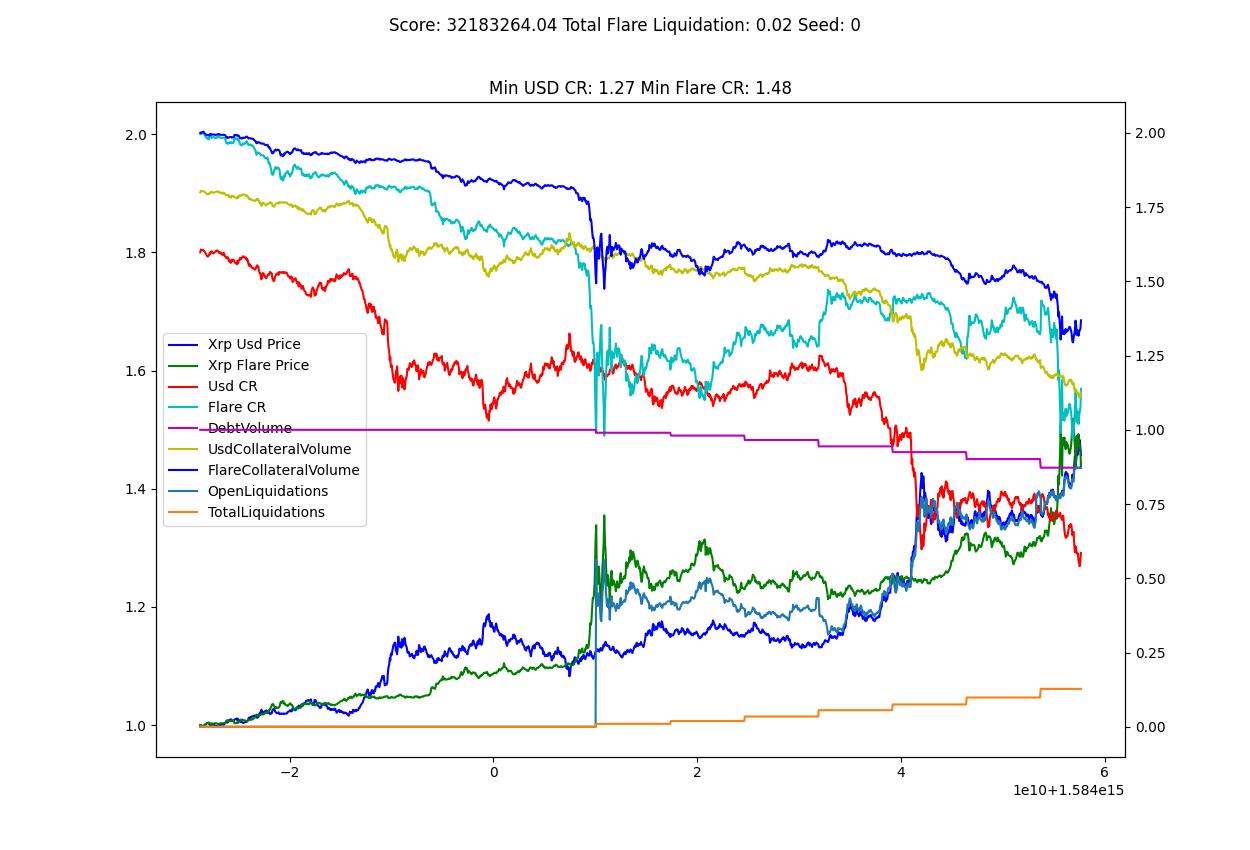 Score: 32183264.04 Total Flare Liquidation: 0.02 Seed: 0
Min USD CR: 1.27 Min Flare CR: 1.48
2.0
1.8
1.6
1.4
1.2
1.0
2.00
1.75
1.50
1.25
1.00
0.75
0.50
0.25
0.00
Xrp Usd Price
Xrp Flare Price
Usd CR
Flare CR
DebtVolume
UsdCollateralVolume
FlareCollateralVolume
OpenLiquidations
TotalLiquidations
−2 0 2 4 6
1e10+1.584e15